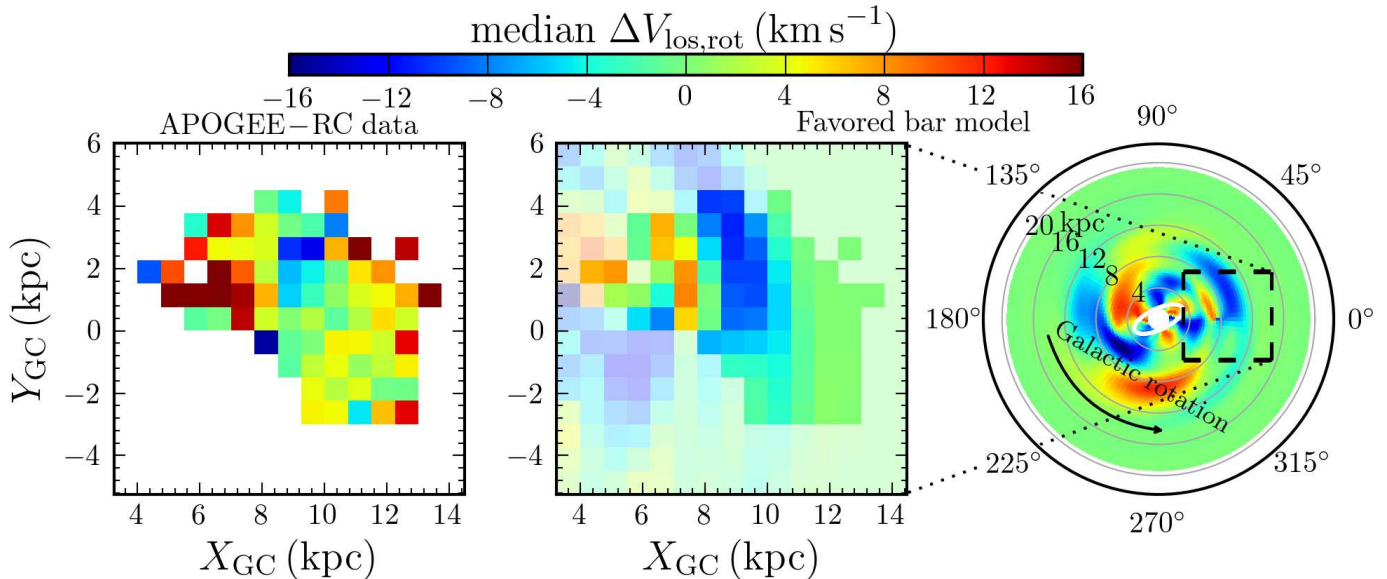 median ΔV_los,rot (km s⁻¹)
−16 −12 −8 −4 0 4 8 12 16
APOGEE−RC data
Favored bar model
6
4
2
0
−2
−4
Y_GC (kpc)
4 6 8 10 12 14
X_GC (kpc)
6
4
2
0
−2
−4
4 6 8 10 12 14
X_GC (kpc)
90°
135° 45°
20 kpc
16
12
8
4
180° 0°
Galactic rotation
225° 315°
270°